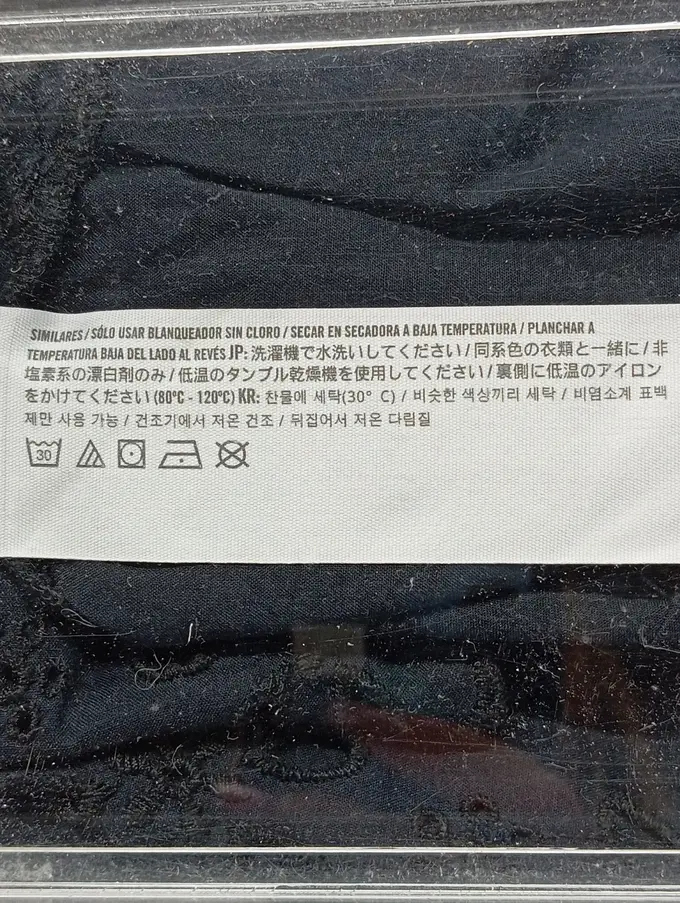 SIMILARES / SÓLO USAR BLANQUEADOR SIN CLORO / SECAR EN SECADORA A BAJA TEMPERATURA / PLANCHAR A
TEMPERATURA BAJA DEL LADO AL REVÉS JP: 洗濯機で水洗いしてください / 同系色の衣類と一緒に / 非
塩素系の漂白剤のみ / 低温のタンブル乾燥機を使用してください / 裏側に低温のアイロン
をかけてください (80°C - 120°C) KR: 찬물에 세탁(30° C) / 비슷한 색상끼리 세탁 / 비염소계 표백
제만 사용 가능 / 건조기에서 저온 건조 / 뒤집어서 저온 다림질
30